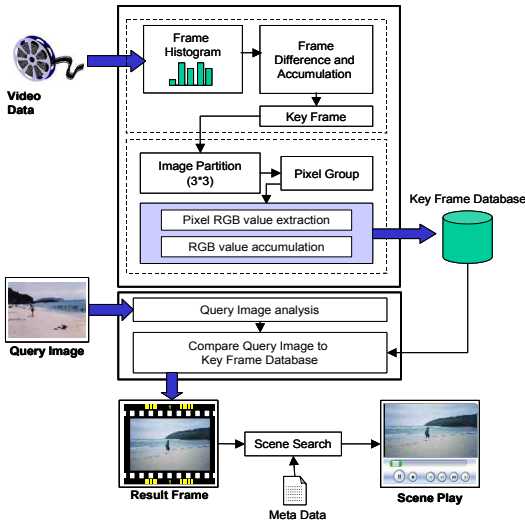 Video
Data
Frame
Histogram
Frame
Difference and
Accumulation
Key Frame
Image Partition
(3*3)
Pixel Group
Pixel RGB value extraction
RGB value accumulation
Key Frame Database
Query Image
Query Image analysis
Compare Query Image to
Key Frame Database
Result Frame
Scene Search
Meta Data
Scene Play